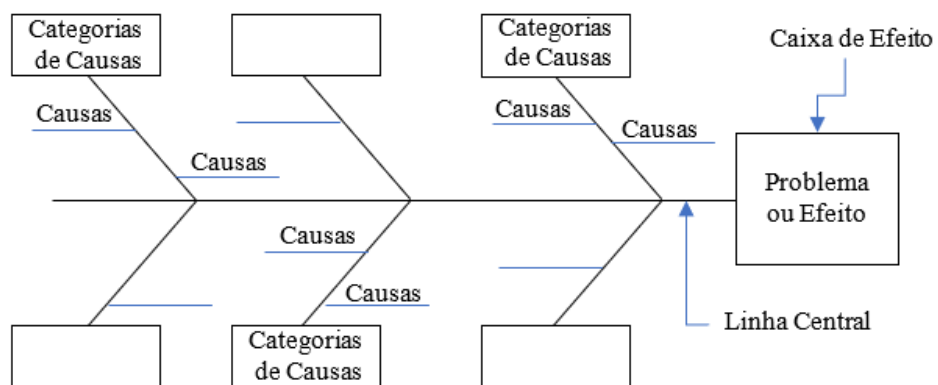 Categorias
de Causas
Categorias
de Causas
Caixa de Efeito
Causas
Causas
Causas
Causas
Problema
ou Efeito
Causas
Causas
Linha Central
Categorias
de Causas